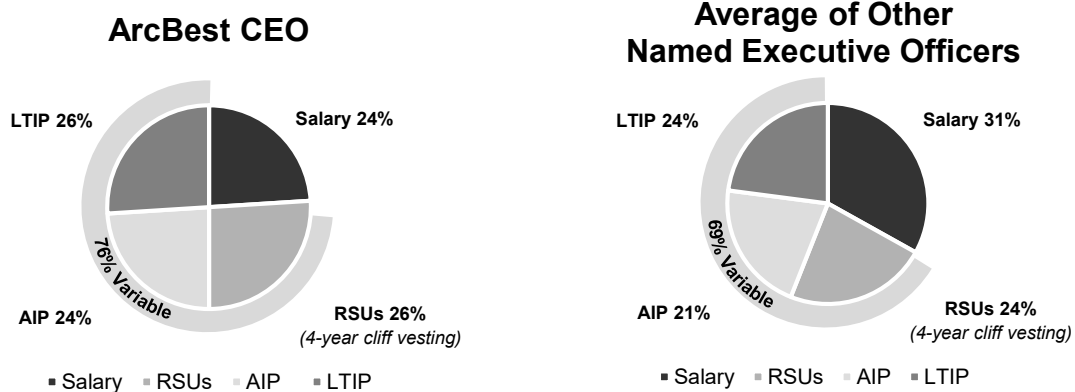 ArcBest CEO
LTIP 26%
Salary 24%
76% Variable
AIP 24%
RSUs 26%
(4-year cliff vesting)
Salary RSUs AIP LTIP
Average of Other
Named Executive Officers
LTIP 24%
Salary 31%
69% Variable
AIP 21%
RSUs 24%
(4-year cliff vesting)
Salary RSUs AIP LTIP